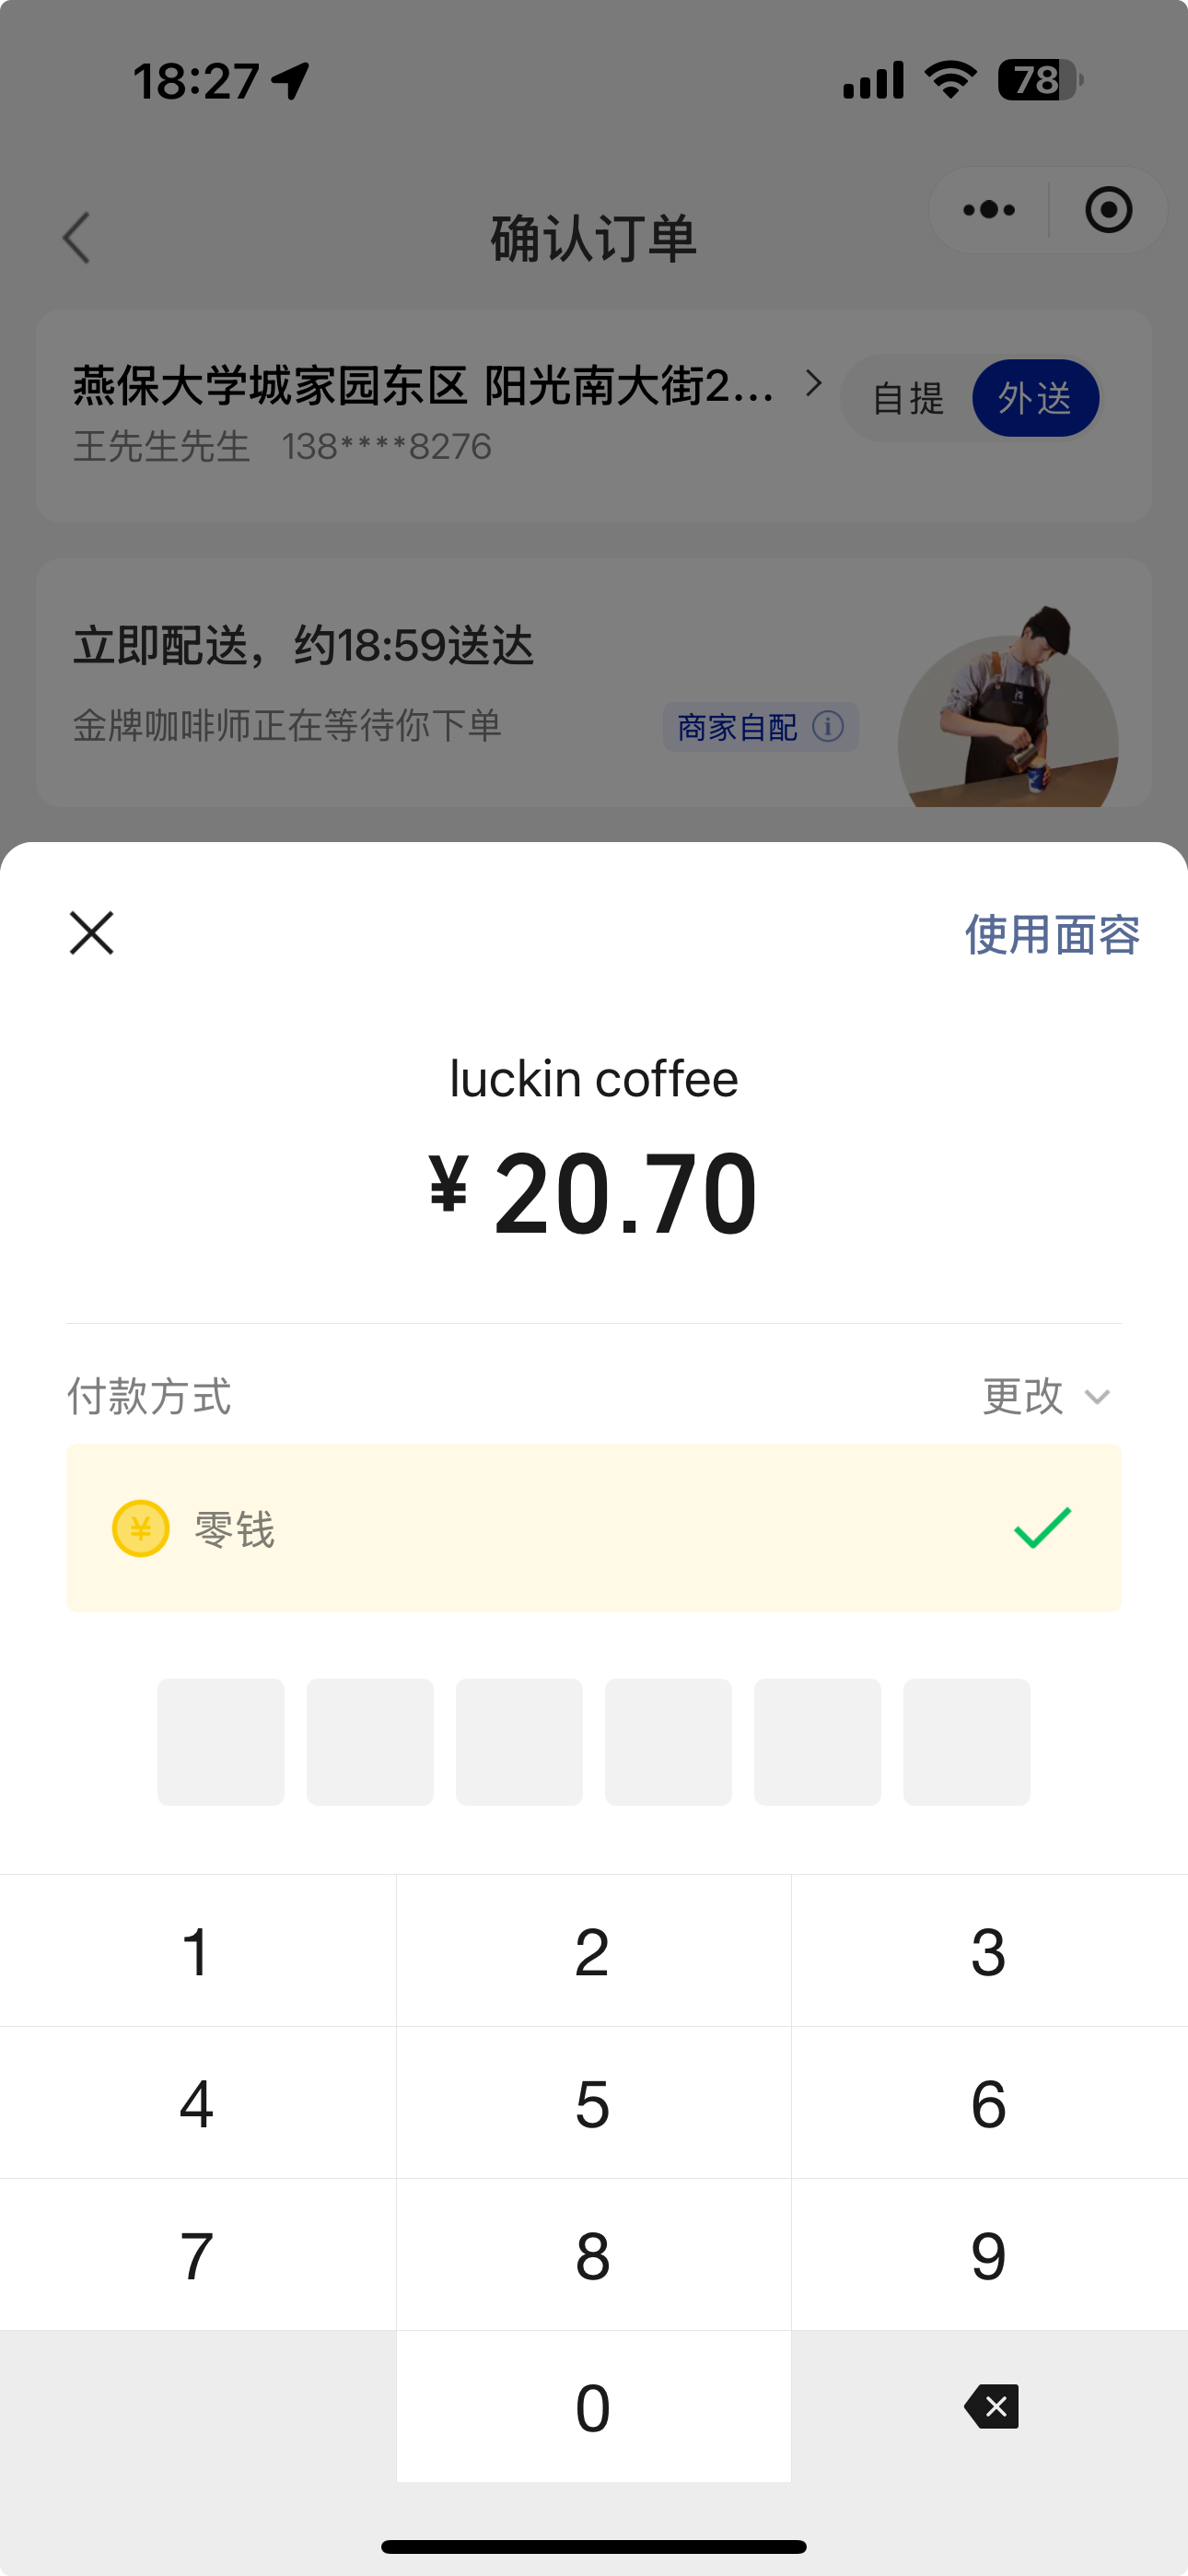 18:27
78
确认订单
燕保大学城家园东区 阳光南大街2...
自提
外送
王先生先生 138****8276
立即配送，约18:59送达
金牌咖啡师正在等待你下单
商家自配
使用面容
luckin coffee
¥ 20.70
付款方式
更改
¥ 零钱
1 2 3
4 5 6
7 8 9
0